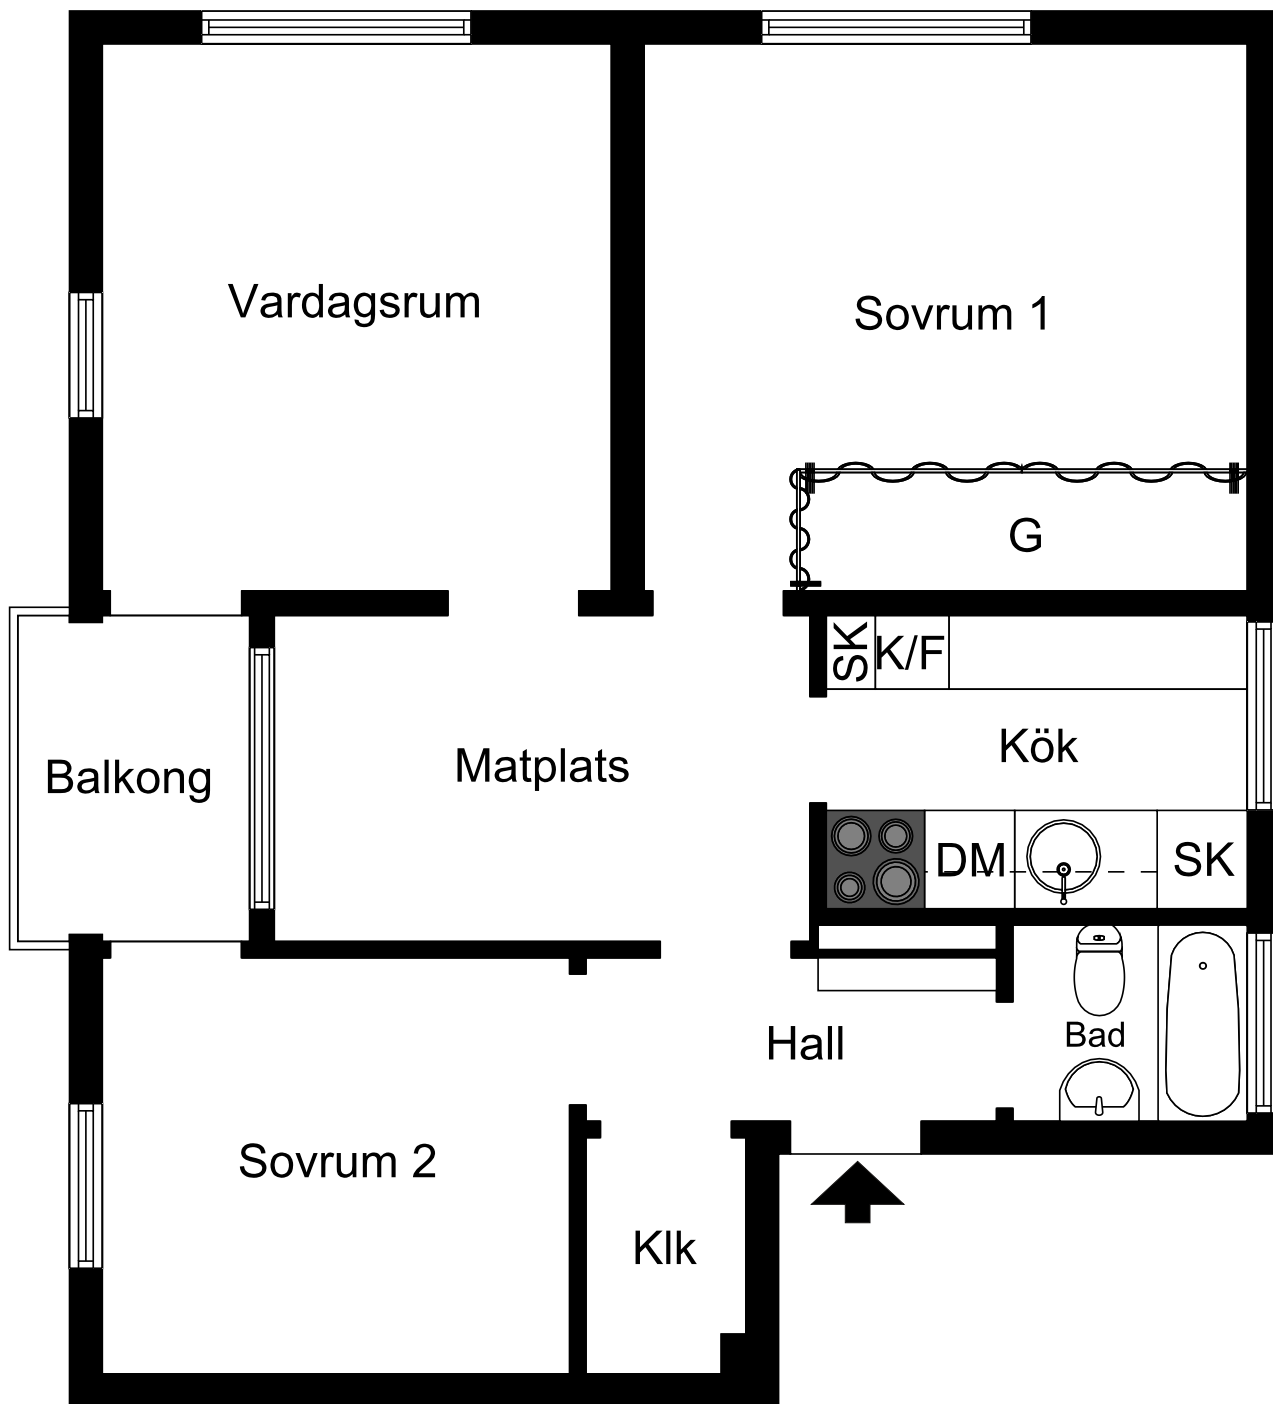 Vardagsrum
Sovrum 1
G
SK
K/F
Kök
Balkong
Matplats
DM
SK
Hall
Bad
Sovrum 2
Klk